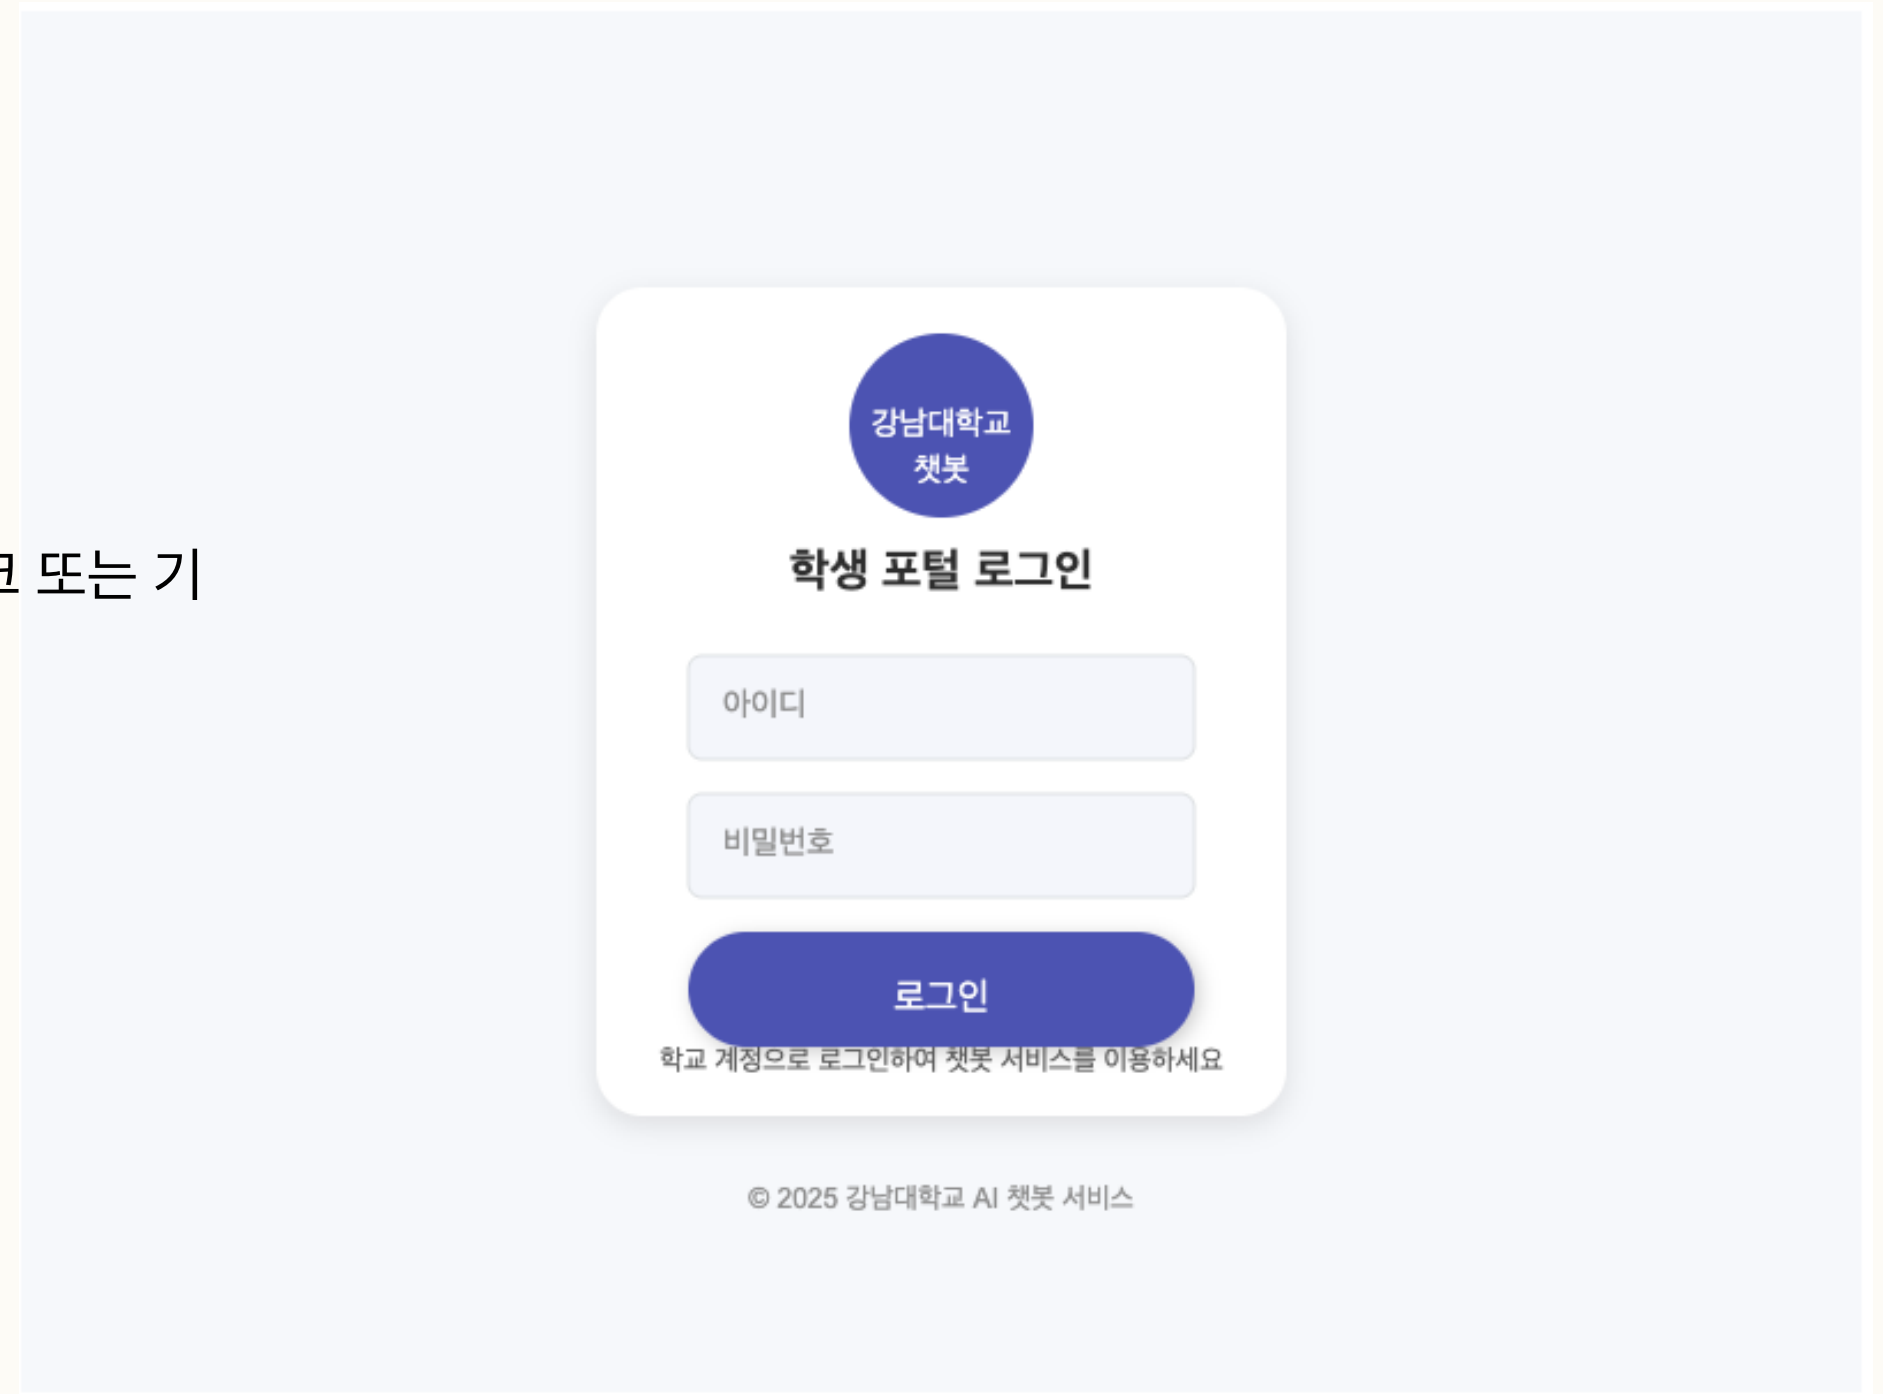 강남대학교
챗봇
학생 포털 로그인
또는 기
아이디
비밀번호
로그인
학교 계정으로 로그인하여 챗봇 서비스를 이용하세요
© 2025 강남대학교 AI 챗봇 서비스